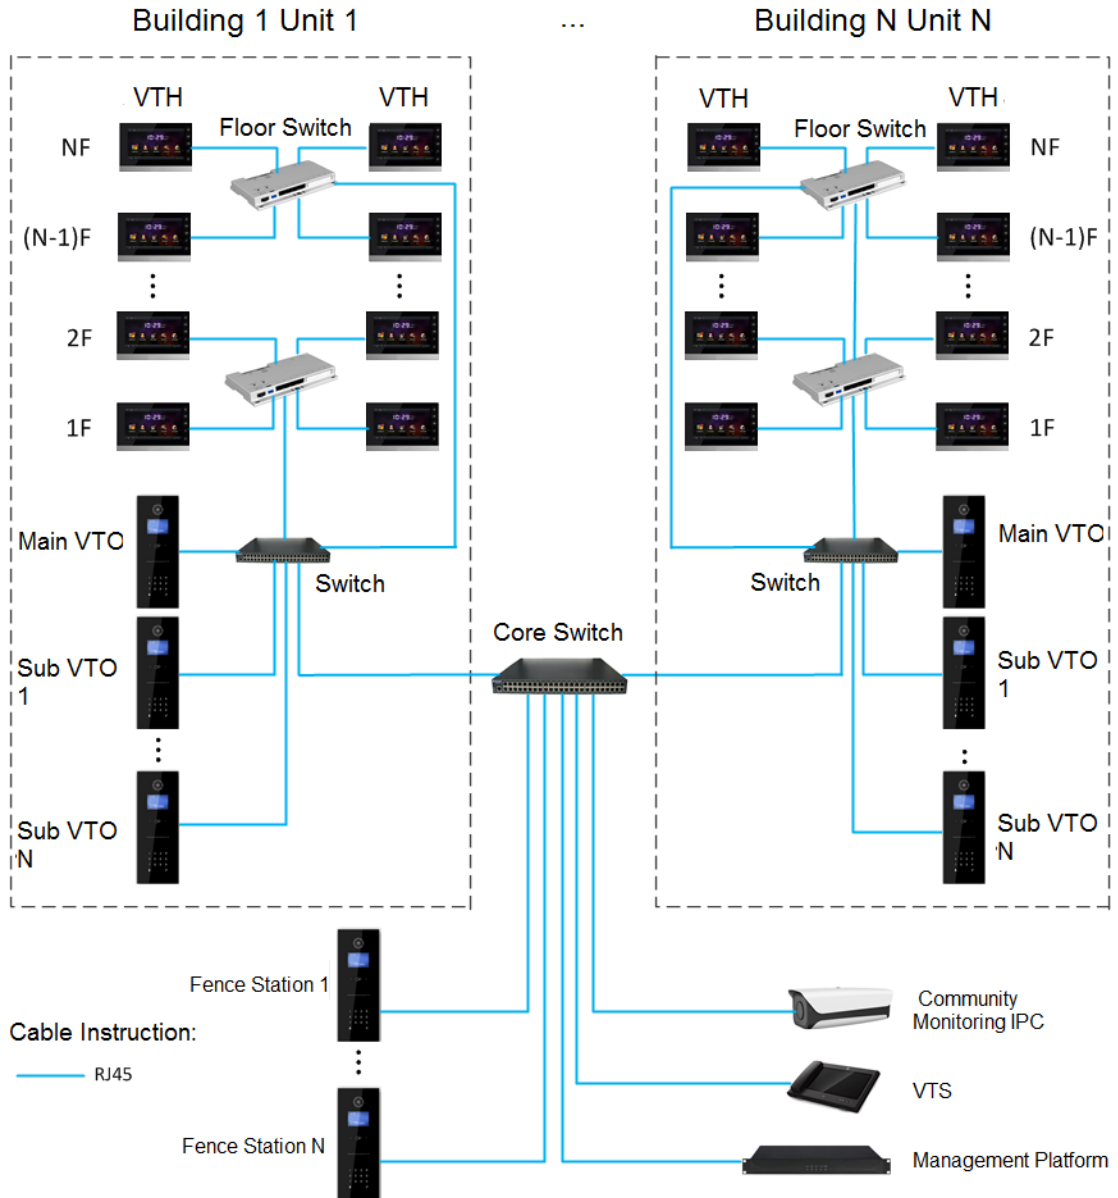 Building 1 Unit 1
...
Building N Unit N
VTH
VTH
VTH
VTH
Floor Switch
Floor Switch
NF
NF
(N-1)F
(N-1)F
2F
2F
1F
1F
Main VTO
Main VTO
Switch
Switch
Core Switch
Sub VTO
1
Sub VTO
1
Sub VTO
N
Sub VTO
N
Fence Station 1
Community
Monitoring IPC
Cable Instruction:
RJ45
VTS
Fence Station N
Management Platform